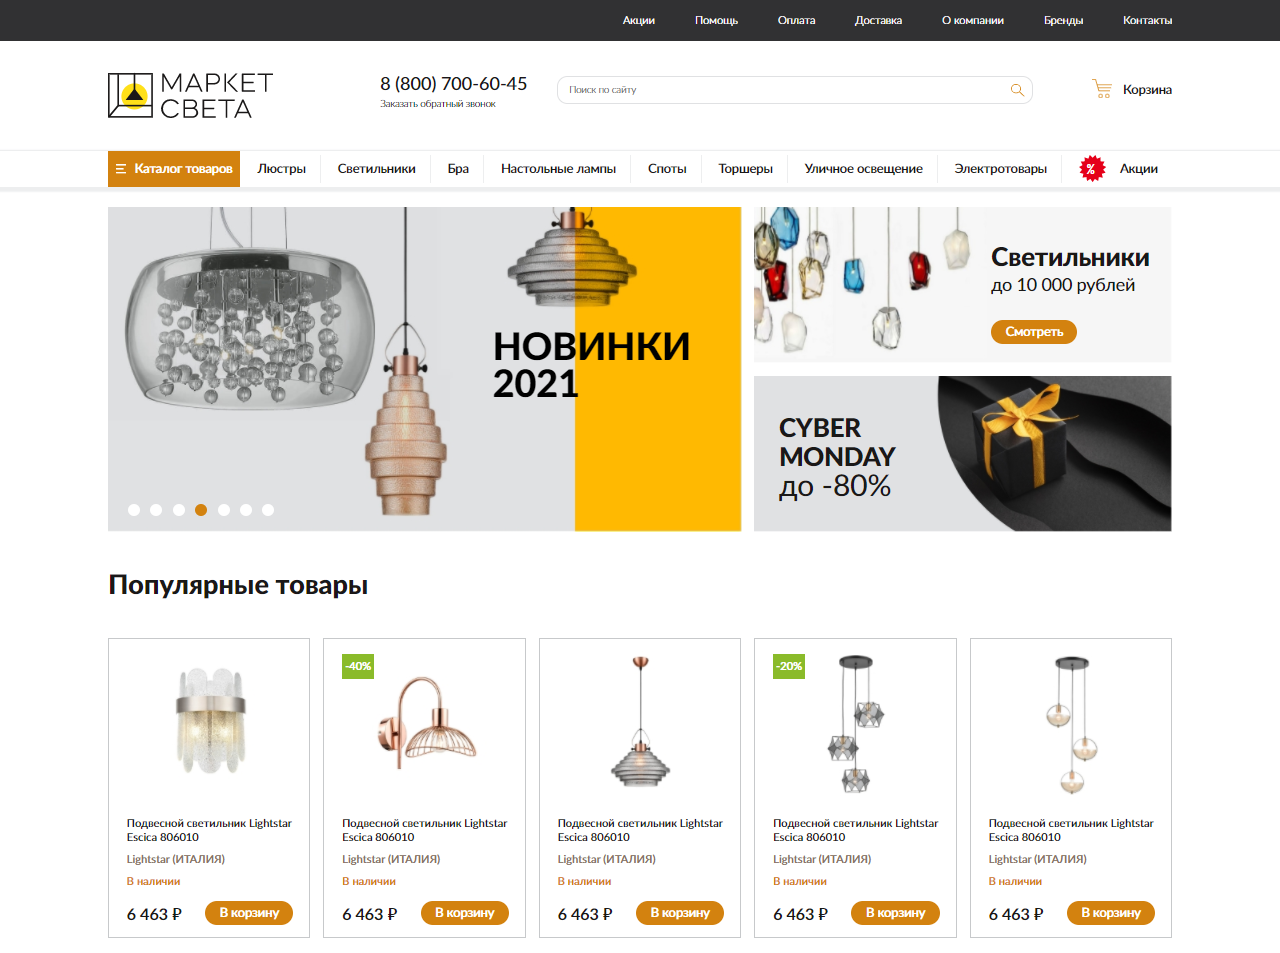 Акции Помощь Оплата Доставка О компании Бренды Контакты
МАРКЕТ
СВЕТА
8 (800) 700-60-45
Заказать обратный звонок
Поиск по сайту
Корзина
Каталог товаров Люстры Светильники Бра Настольные лампы Споты Торшеры Уличное освещение Электротовары % Акции
НОВИНКИ
2021
Светильники
до 10 000 рублей
Смотреть
CYBER
MONDAY
до -80%
Популярные товары
Подвесной светильник Lightstar
Escica 806010
Lightstar (ИТАЛИЯ)
В наличии
6 463 ₽ В корзину
-40%
Подвесной светильник Lightstar
Escica 806010
Lightstar (ИТАЛИЯ)
В наличии
6 463 ₽ В корзину
Подвесной светильник Lightstar
Escica 806010
Lightstar (ИТАЛИЯ)
В наличии
6 463 ₽ В корзину
-20%
Подвесной светильник Lightstar
Escica 806010
Lightstar (ИТАЛИЯ)
В наличии
6 463 ₽ В корзину
Подвесной светильник Lightstar
Escica 806010
Lightstar (ИТАЛИЯ)
В наличии
6 463 ₽ В корзину